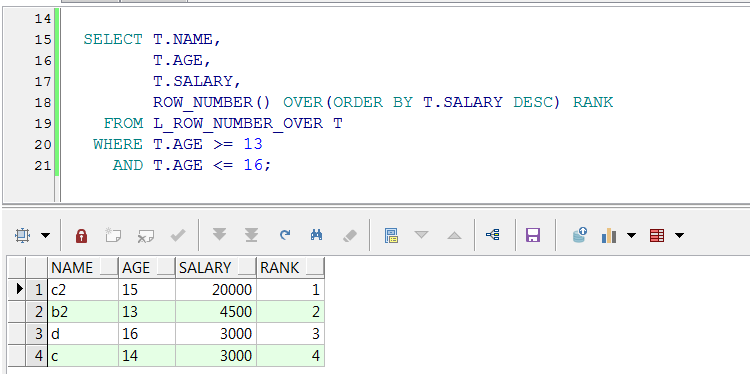 14
15 SELECT T.NAME,
16 T.AGE,
17 T.SALARY,
18 ROW_NUMBER() OVER(ORDER BY T.SALARY DESC) RANK
19 FROM L_ROW_NUMBER_OVER T
20 WHERE T.AGE >= 13
21 AND T.AGE <= 16;
NAME AGE SALARY RANK
1 c2 15 20000 1
2 b2 13 4500 2
3 d 16 3000 3
4 c 14 3000 4